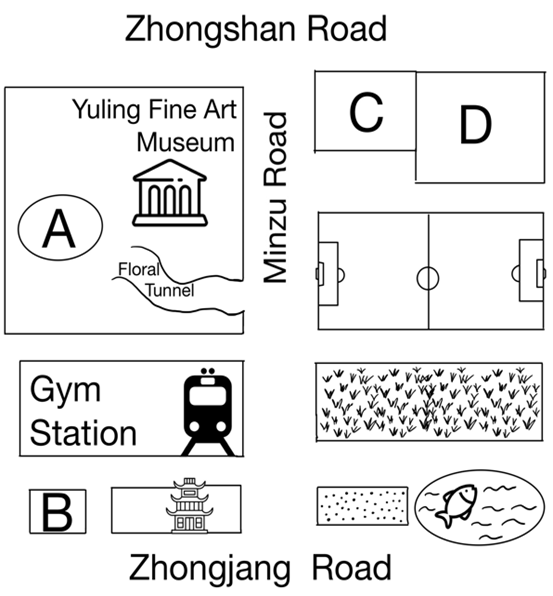 Zhongshan Road
Yuling Fine Art
Museum
Minzu Road
C
D
A
Floral
Tunnel
Gym
Station
B
Zhongjang Road